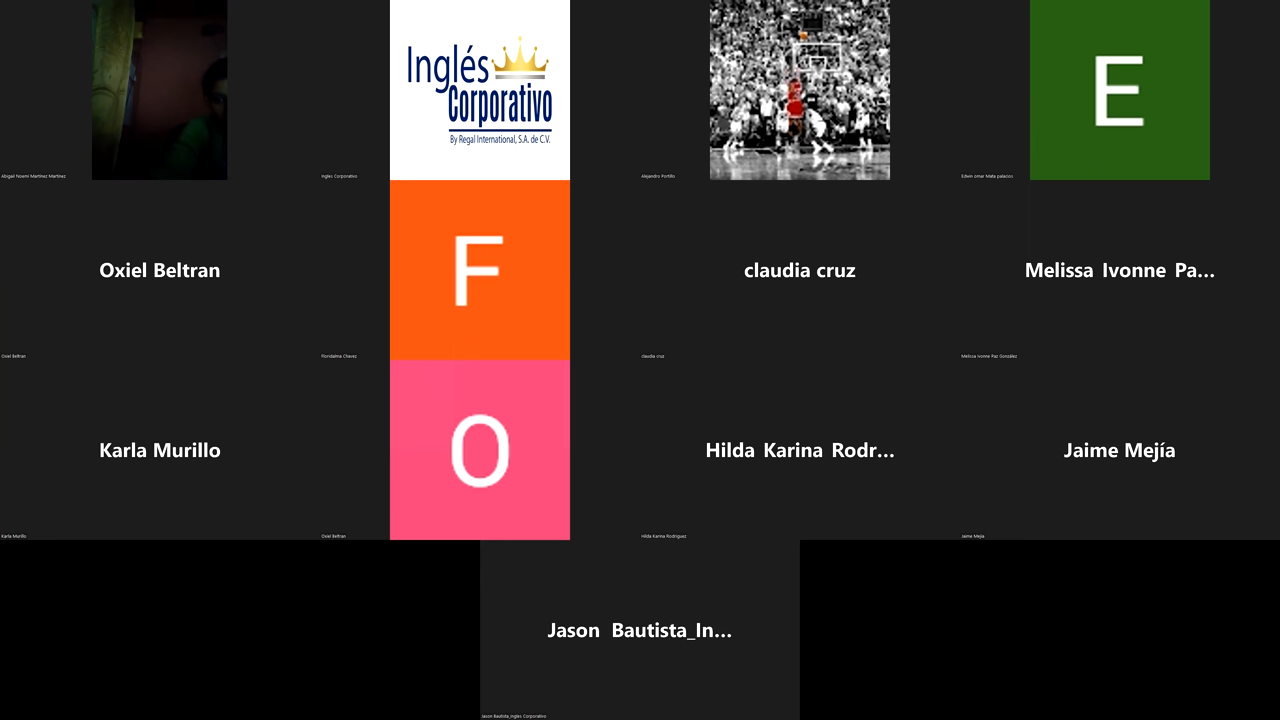 Inglés
Corporativo
By Regal International, S.A. de C.V.
E
Abigail Noemí Martínez Martínez
Inglés Corporativo
Alejandro Portillo
Edwin omar Mata palacios
Oxiel Beltran
F
claudia cruz
Melissa Ivonne Pa...
Oxiel Beltran
Floridalma Chavez
claudia cruz
Melissa Ivonne Paz González
Karla Murillo
O
Hilda Karina Rodr...
Jaime Mejía
Karla Murillo
Oxiel Beltran
Hilda Karina Rodriguez
Jaime Mejía
Jason Bautista_In...
Jason Bautista_Inglés Corporativo